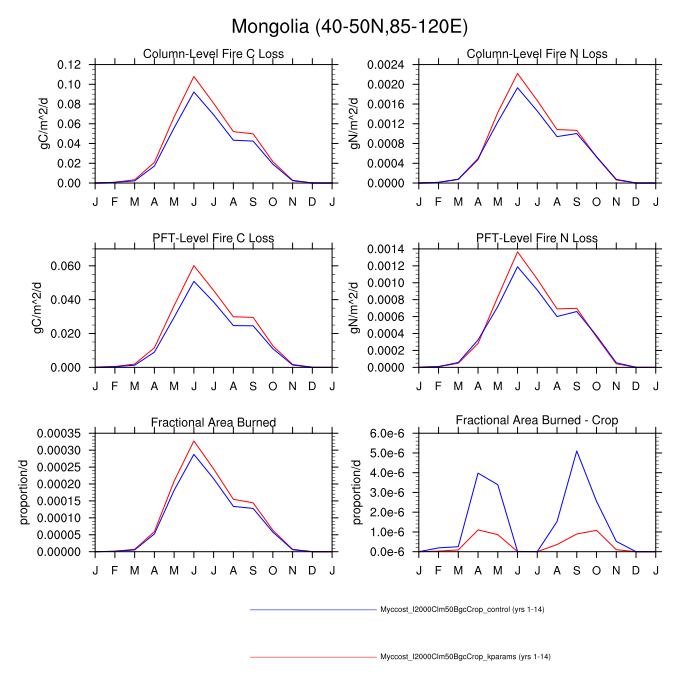 Mongolia (40-50N,85-120E)
Column-Level Fire C Loss
gC/m^2/d
0.12
0.10
0.08
0.06
0.04
0.02
0.00
J F M A M J J A S O N D J
Column-Level Fire N Loss
gN/m^2/d
0.0024
0.0020
0.0016
0.0012
0.0008
0.0004
0.0000
J F M A M J J A S O N D J
PFT-Level Fire C Loss
gC/m^2/d
0.060
0.040
0.020
0.000
J F M A M J J A S O N D J
PFT-Level Fire N Loss
gN/m^2/d
0.0014
0.0012
0.0010
0.0008
0.0006
0.0004
0.0002
0.0000
J F M A M J J A S O N D J
Fractional Area Burned
proportion/d
0.00035
0.00030
0.00025
0.00020
0.00015
0.00010
0.00005
0.00000
J F M A M J J A S O N D J
Fractional Area Burned - Crop
proportion/d
6.0e-6
5.0e-6
4.0e-6
3.0e-6
2.0e-6
1.0e-6
0.0e-6
J F M A M J J A S O N D J
Myccost_I2000Clm50BgcCrop_control (yrs 1-14)
Myccost_I2000Clm50BgcCrop_kparams (yrs 1-14)